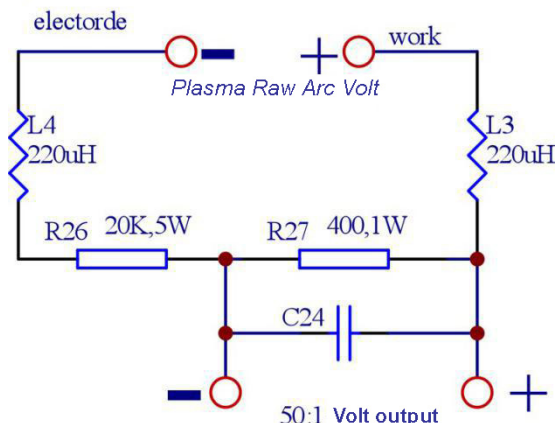 electorde
work
Plasma Raw Arc Volt
L4
220uH
L3
220uH
R26 20K,5W
R27 400,1W
C24
50:1 Volt output